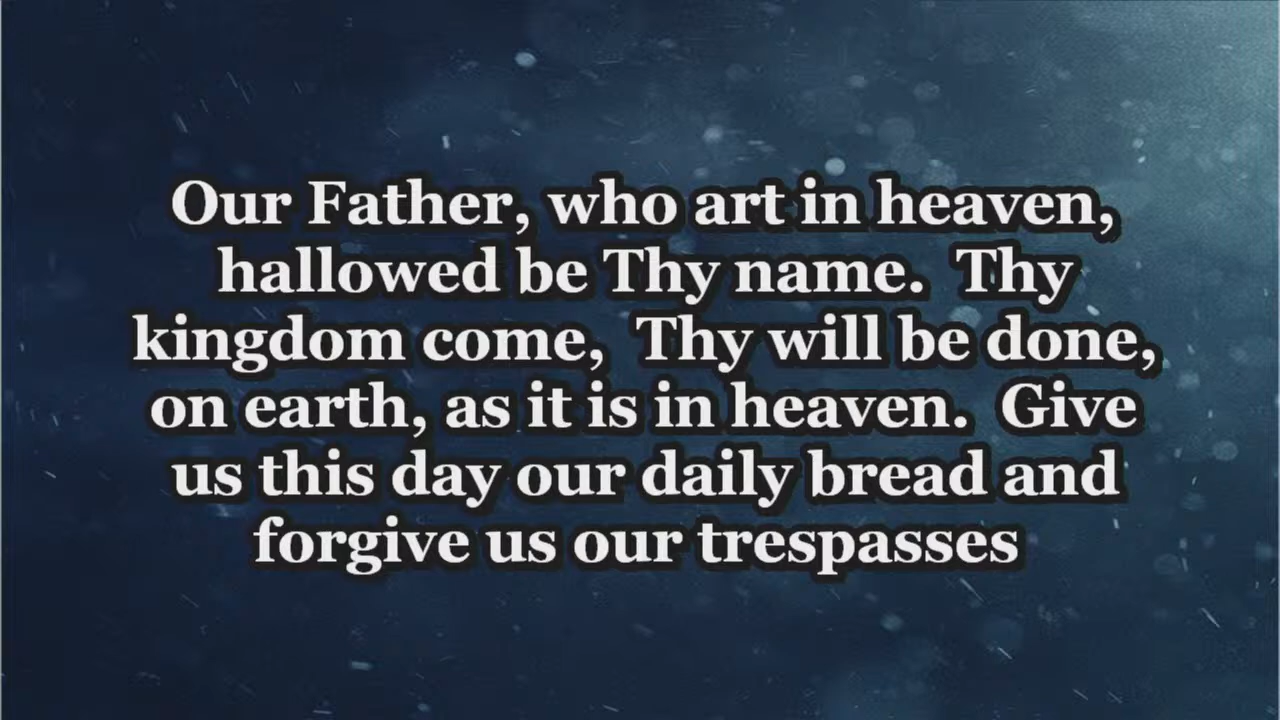 Our Father, who art in heaven,
hallowed be Thy name.  Thy
kingdom come,  Thy will be done,
on earth, as it is in heaven.  Give
us this day our daily bread and
forgive us our trespasses